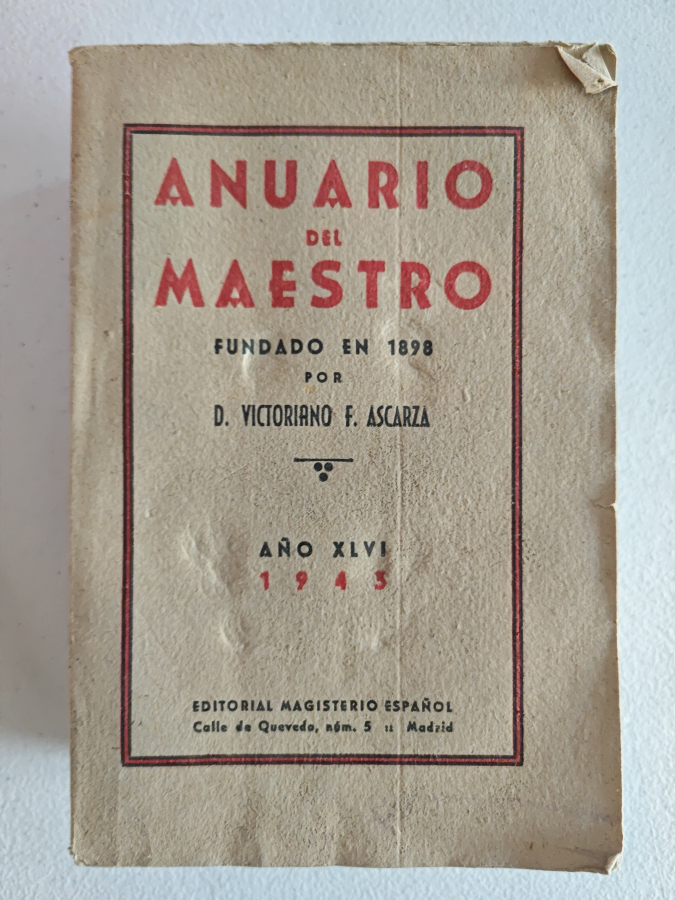 ANUARIO
DEL
MAESTRO
FUNDADO EN 1898
POR
D. VICTORIANO F. ASCARZA
AÑO XLVI
1943
EDITORIAL MAGISTERIO ESPAÑOL
Calle de Quevedo, núm. 5 :: Madrid